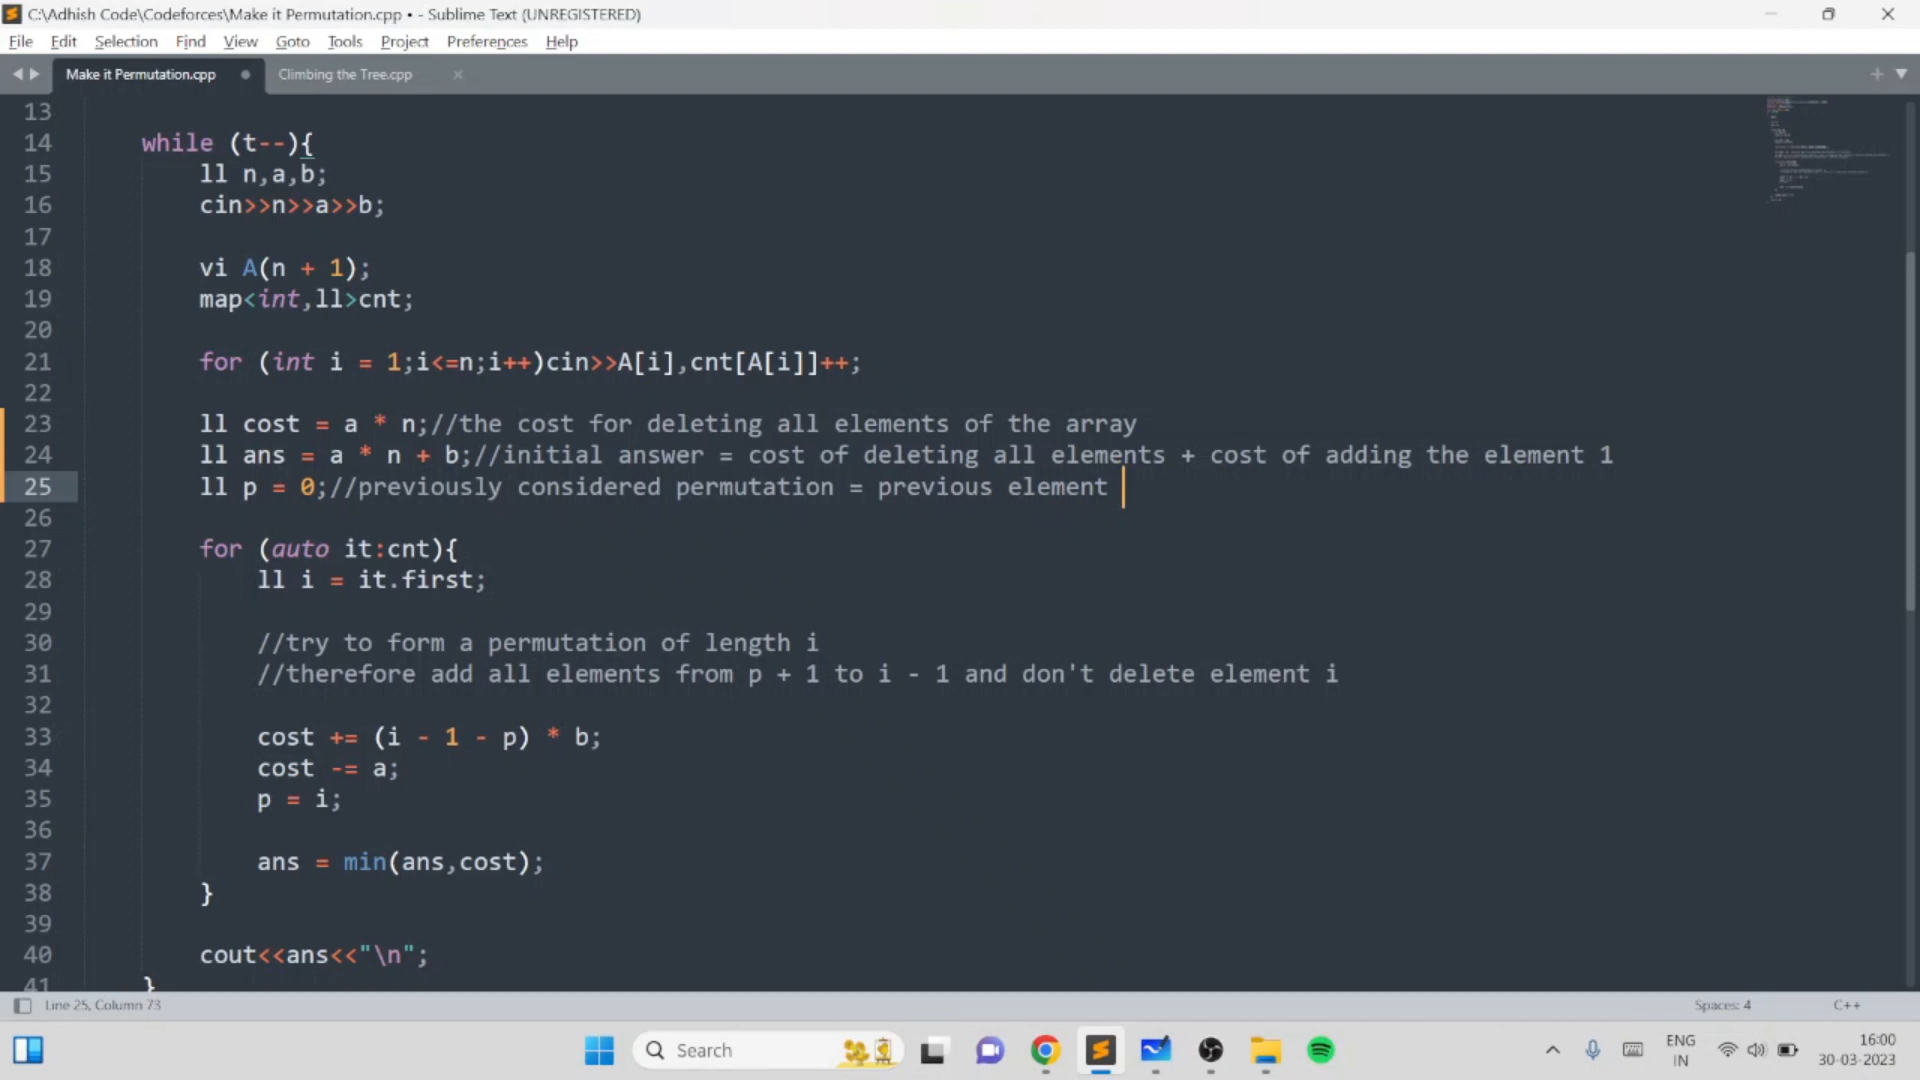 C:\Adhish Code\Codeforces\Make it Permutation.cpp • - Sublime Text (UNREGISTERED)
File Edit Selection Find View Goto Tools Project Preferences Help
Make it Permutation.cpp Climbing the Tree.cpp
13
14 while (t--){
15 ll n,a,b;
16 cin>>n>>a>>b;
17
18 vi A(n + 1);
19 map<int,ll>cnt;
20
21 for (int i = 1;i<=n;i++)cin>>A[i],cnt[A[i]]++;
22
23 ll cost = a * n;//the cost for deleting all elements of the array
24 ll ans = a * n + b;//initial answer = cost of deleting all elements + cost of adding the element 1
25 ll p = 0;//previously considered permutation = previous element
26
27 for (auto it:cnt){
28 ll i = it.first;
29
30 //try to form a permutation of length i
31 //therefore add all elements from p + 1 to i - 1 and don't delete element i
32
33 cost += (i - 1 - p) * b;
34 cost -= a;
35 p = i;
36
37 ans = min(ans,cost);
38 }
39
40 cout<<ans<<"\n";
41 }
Line 25, Column 73 Spaces: 4 C++
Search ENG 16:00
IN 30-03-2023